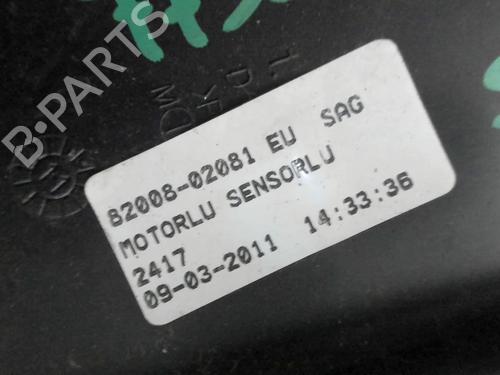 B-PARTS
82008-02081 EU SAG
MOTORLU SENSORLU
2417
09-03-2011 14:33:36